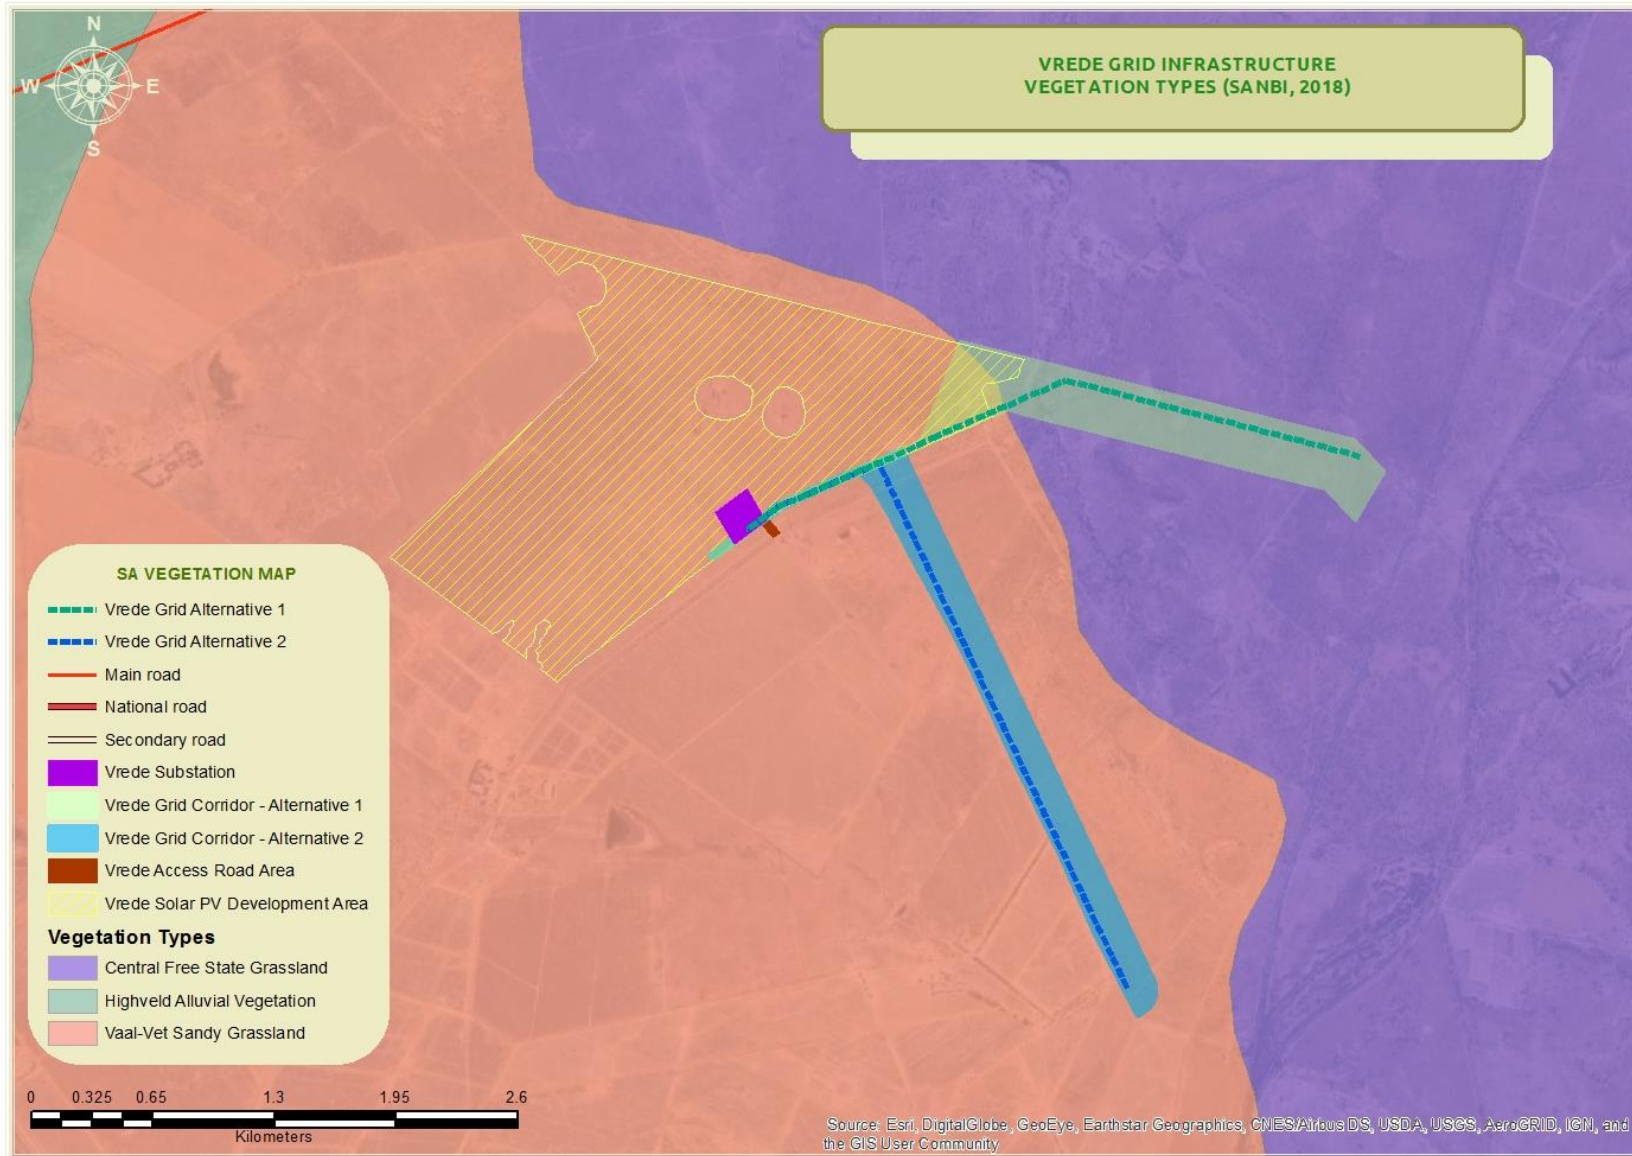 N
W
E
S
VREDE GRID INFRASTRUCTURE
VEGETATION TYPES (SANBI, 2018)
SA VEGETATION MAP
Vrede Grid Alternative 1
Vrede Grid Alternative 2
Main road
National road
Secondary road
Vrede Substation
Vrede Grid Corridor - Alternative 1
Vrede Grid Corridor - Alternative 2
Vrede Access Road Area
Vrede Solar PV Development Area
Vegetation Types
Central Free State Grassland
Highveld Alluvial Vegetation
Vaal-Vet Sandy Grassland
0 0.325 0.65 1.3 1.95 2.6
Kilometers
Source: Esri, DigitalGlobe, GeoEye, Earthstar Geographics, CNES/Airbus DS, USDA, USGS, AeroGRID, IGN, and
the GIS User Community